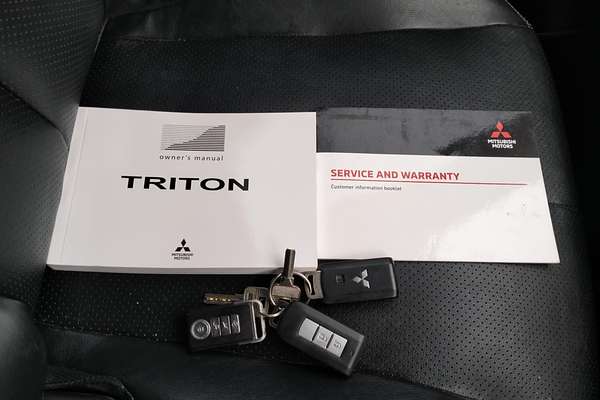 owner's manual
TRITON
MITSUBISHI
MOTORS
MITSUBISHI
MOTORS
SERVICE AND WARRANTY
Customer information booklet